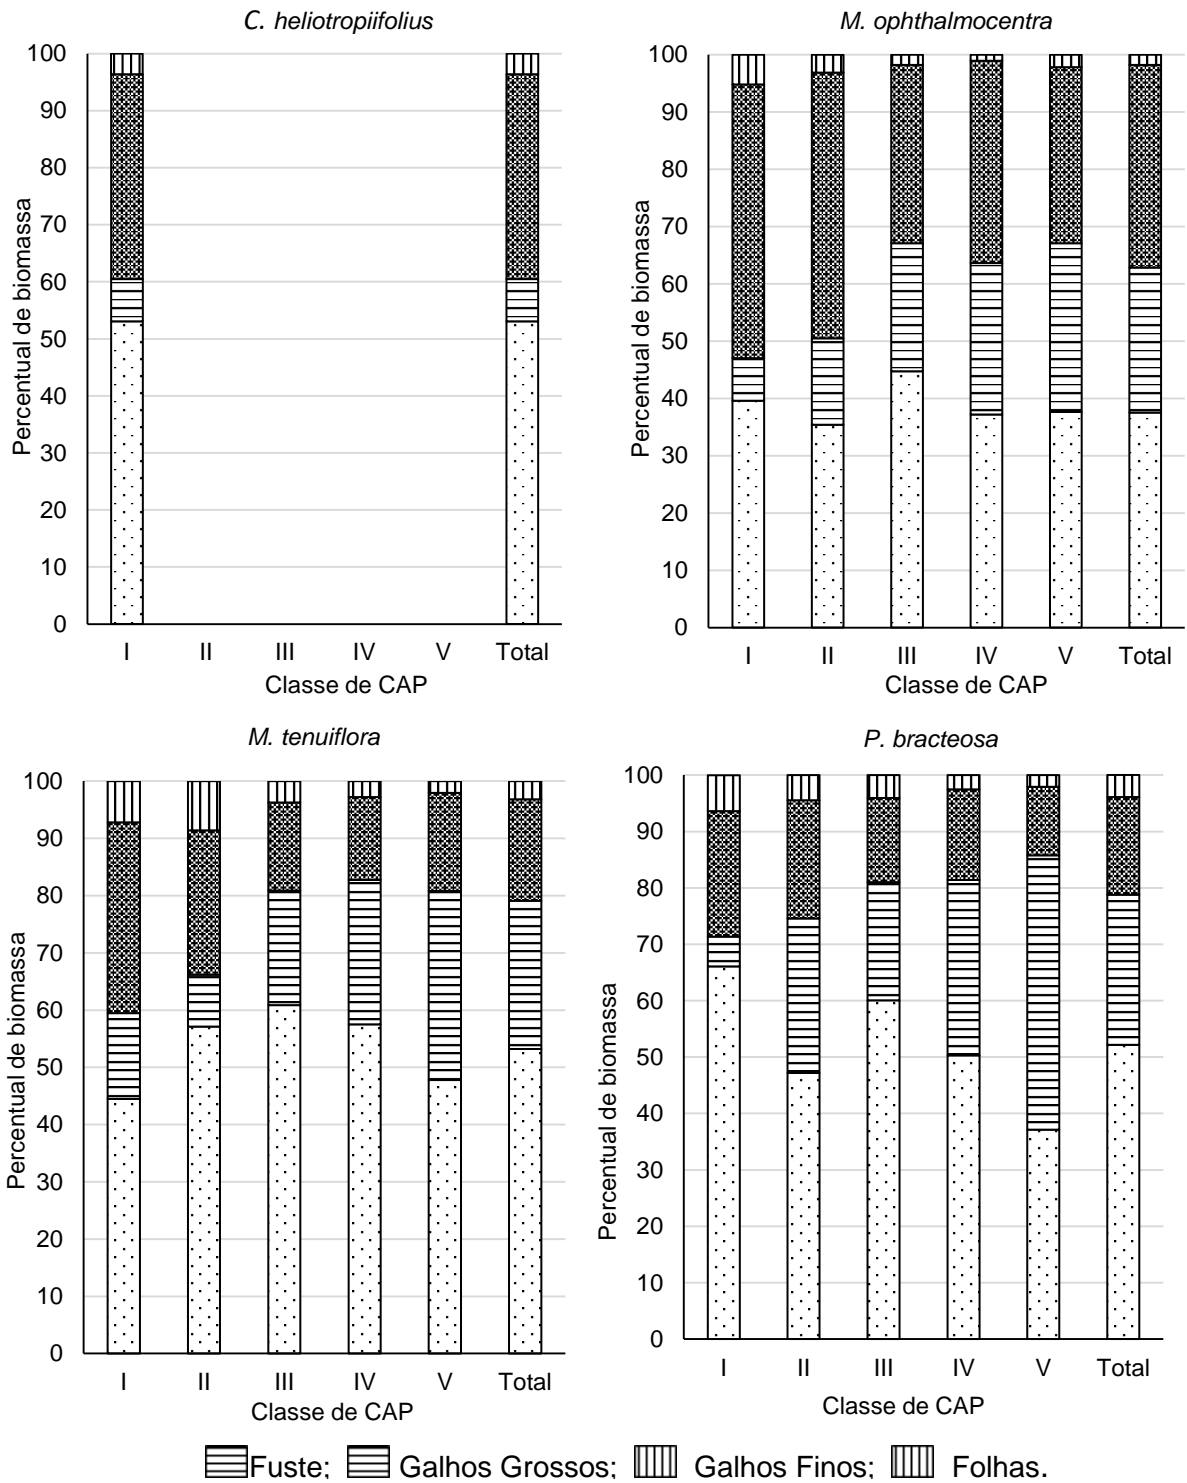 C. heliotropiifolius
Percentual de biomassa
100
90
80
70
60
50
40
30
20
10
0
I II III IV V Total
Classe de CAP
M. ophthalmocentra
Percentual de biomassa
100
90
80
70
60
50
40
30
20
10
0
I II III IV V Total
Classe de CAP
M. tenuiflora
Percentual de biomassa
100
90
80
70
60
50
40
30
20
10
0
I II III IV V Total
Classe de CAP
P. bracteosa
Percentual de biomassa
100
90
80
70
60
50
40
30
20
10
0
I II III IV V Total
Classe de CAP
Fuste; Galhos Grossos; Galhos Finos; Folhas.